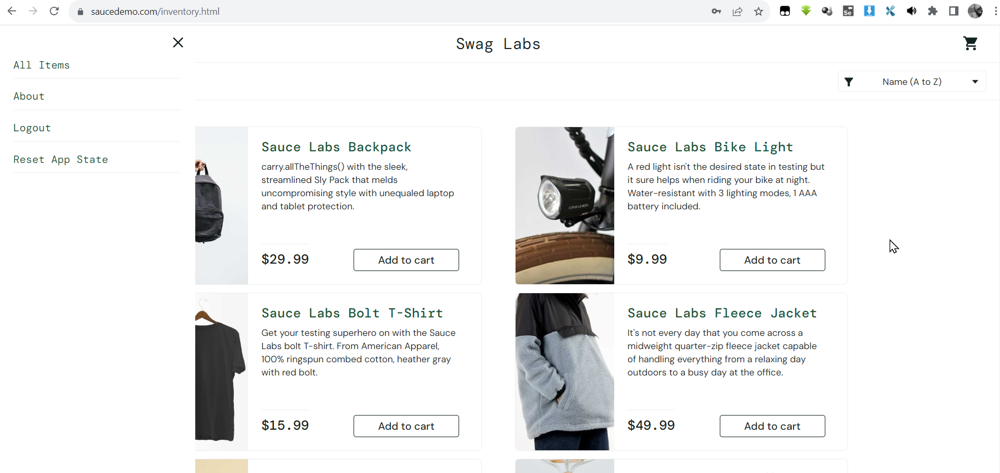 saucedemo.com/inventory.html
Se
Swag Labs
All Items
About
Logout
Reset App State
Name (A to Z)
Sauce Labs Backpack
carry.allTheThings() with the sleek,
streamlined Sly Pack that melds
uncompromising style with unequaled laptop
and tablet protection.
$29.99
Add to cart
Sauce Labs Bike Light
A red light isn't the desired state in testing but
it sure helps when riding your bike at night.
Water-resistant with 3 lighting modes, 1 AAA
battery included.
STAR UNION
$9.99
Add to cart
Sauce Labs Bolt T-Shirt
Get your testing superhero on with the Sauce
Labs bolt T-shirt. From American Apparel,
100% ringspun combed cotton, heather gray
with red bolt.
$15.99
Add to cart
Sauce Labs Fleece Jacket
It's not every day that you come across a
midweight quarter-zip fleece jacket capable
of handling everything from a relaxing day
outdoors to a busy day at the office.
$49.99
Add to cart